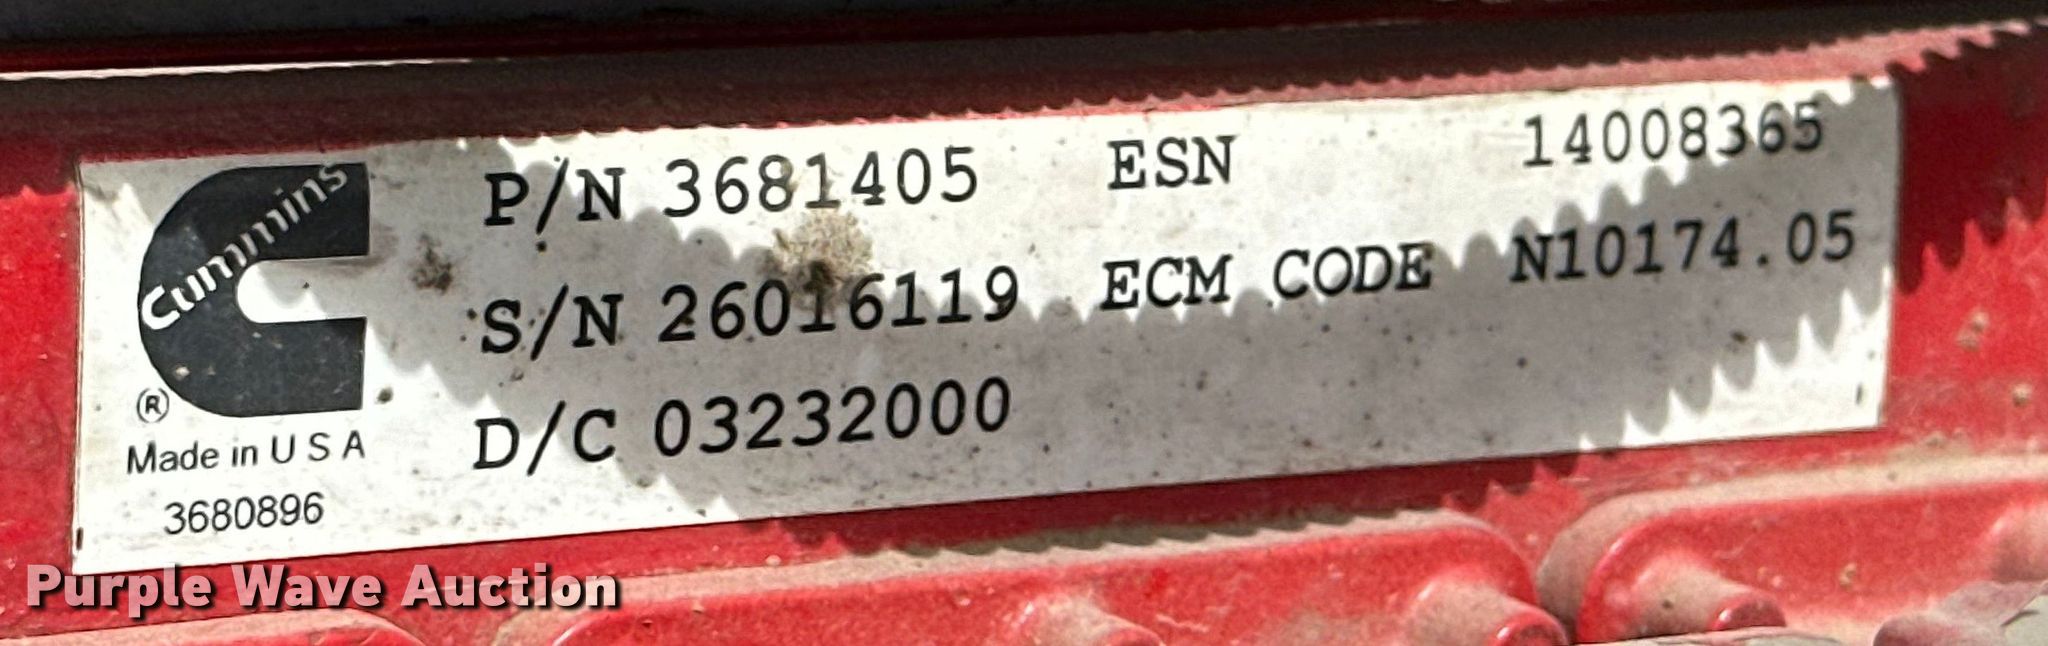 Cummins
®
Made in U S A
3680896
P/N 3681405 ESN 14008365
S/N 26016119 ECM CODE N10174.05
D/C 03232000
Purple Wave Auction